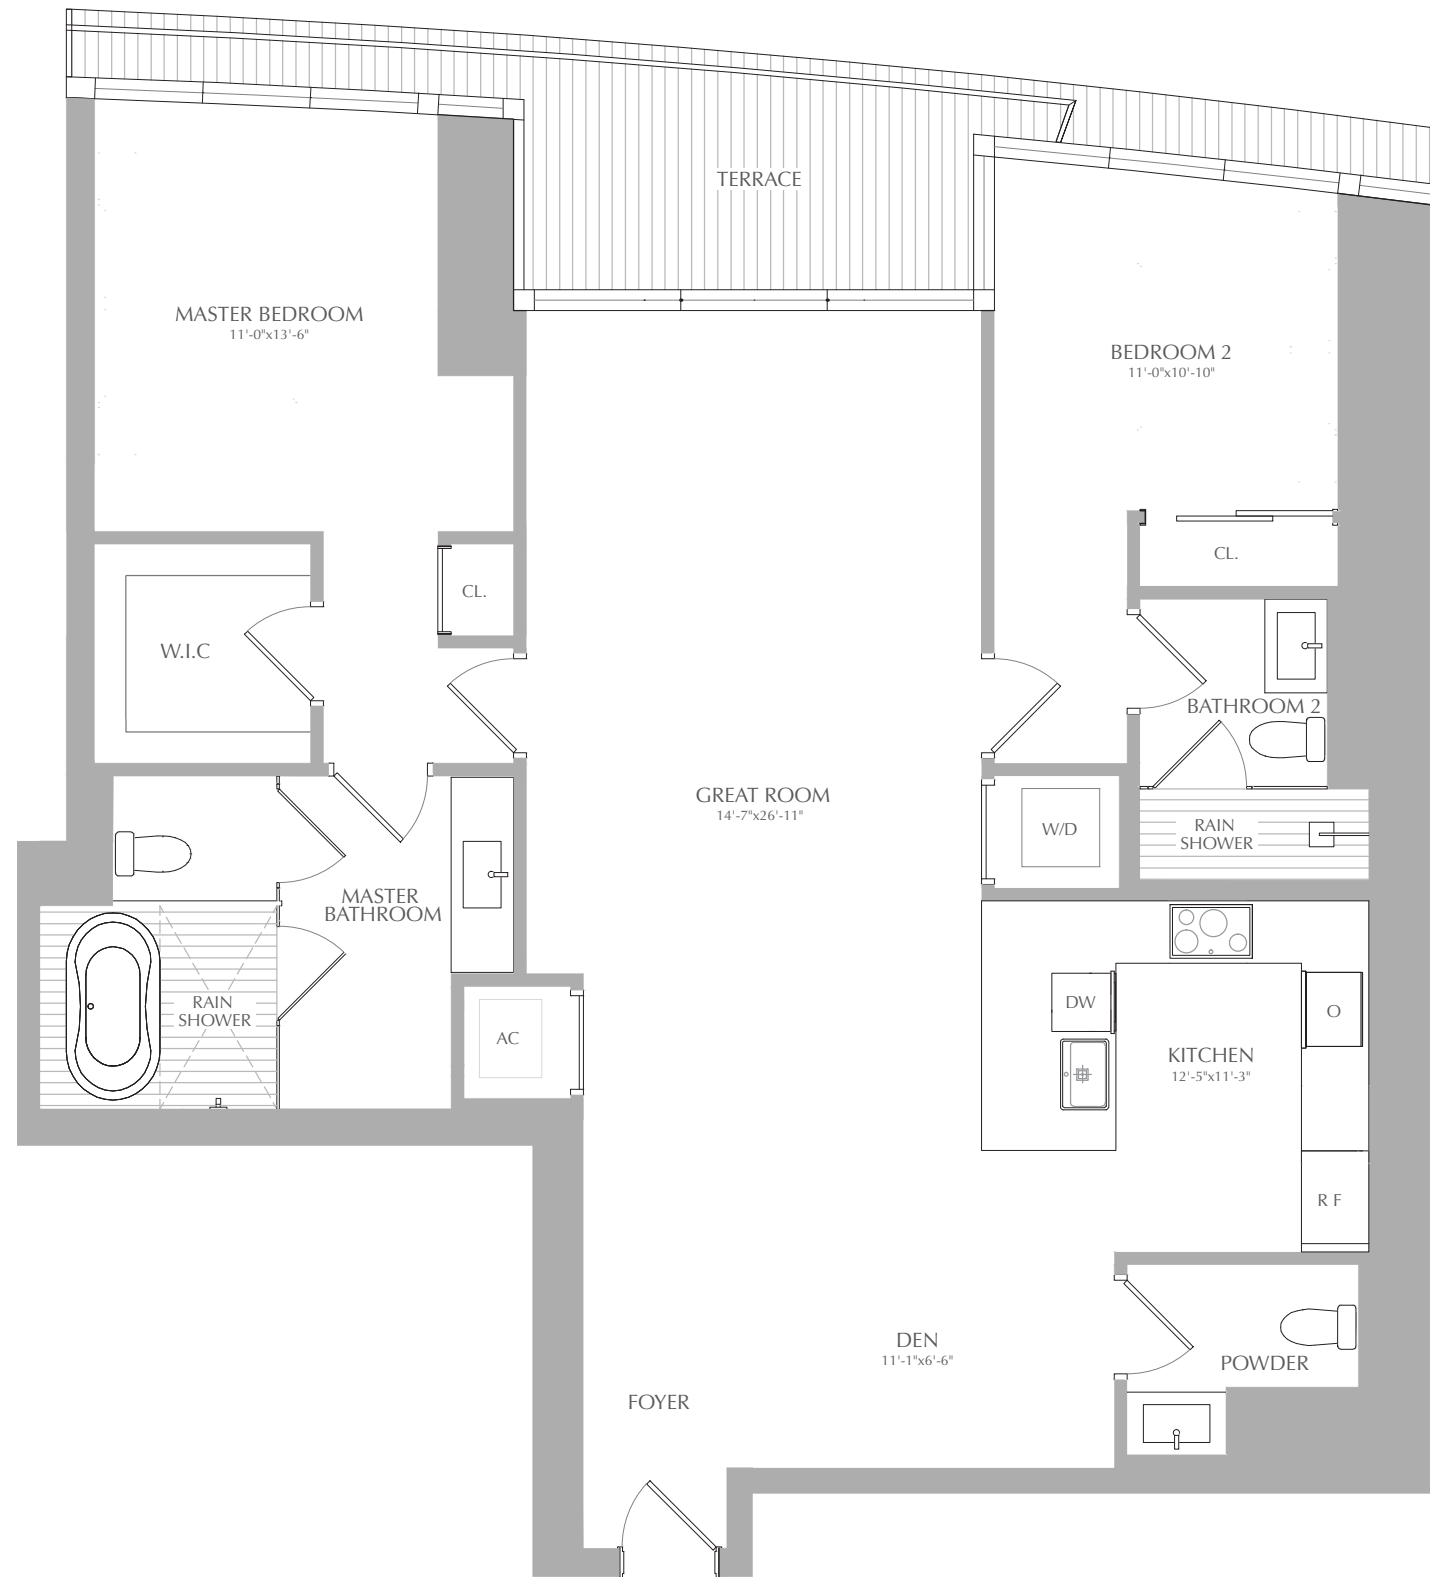 TERRACE
MASTER BEDROOM
11'-0"x13'-6"
BEDROOM 2
11'-0"x10'-10"
CL.
CL.
W.I.C
BATHROOM 2
GREAT ROOM
14'-7"x26'-11"
W/D
RAIN
SHOWER
MASTER
BATHROOM
RAIN
SHOWER
AC
DW
O
KITCHEN
12'-5"x11'-3"
R F
DEN
11'-1"x6'-6"
POWDER
FOYER